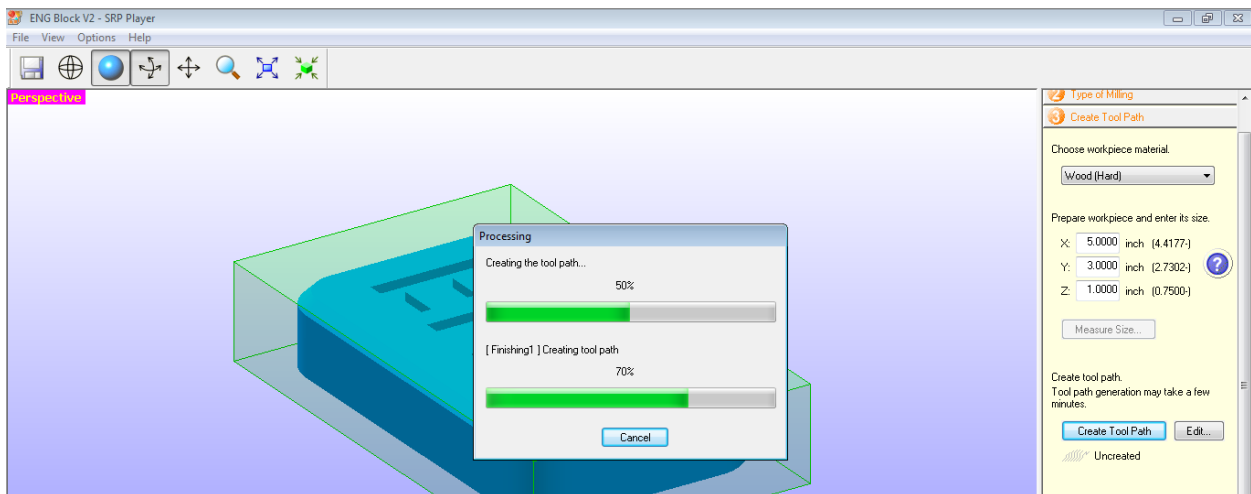 ENG Block V2 - SRP Player
File View Options Help
Perspective
2 Type of Milling
3 Create Tool Path
Choose workpiece material.
Wood (Hard)
Prepare workpiece and enter its size.
X: 5.0000 inch (4.4177-)
Y: 3.0000 inch (2.7302-)
?
Z: 1.0000 inch (0.7500-)
Measure Size...
Create tool path.
Tool path generation may take a few
minutes.
Create Tool Path Edit...
Uncreated
Processing
Creating the tool path...
50%
[ Finishing1 ] Creating tool path
70%
Cancel